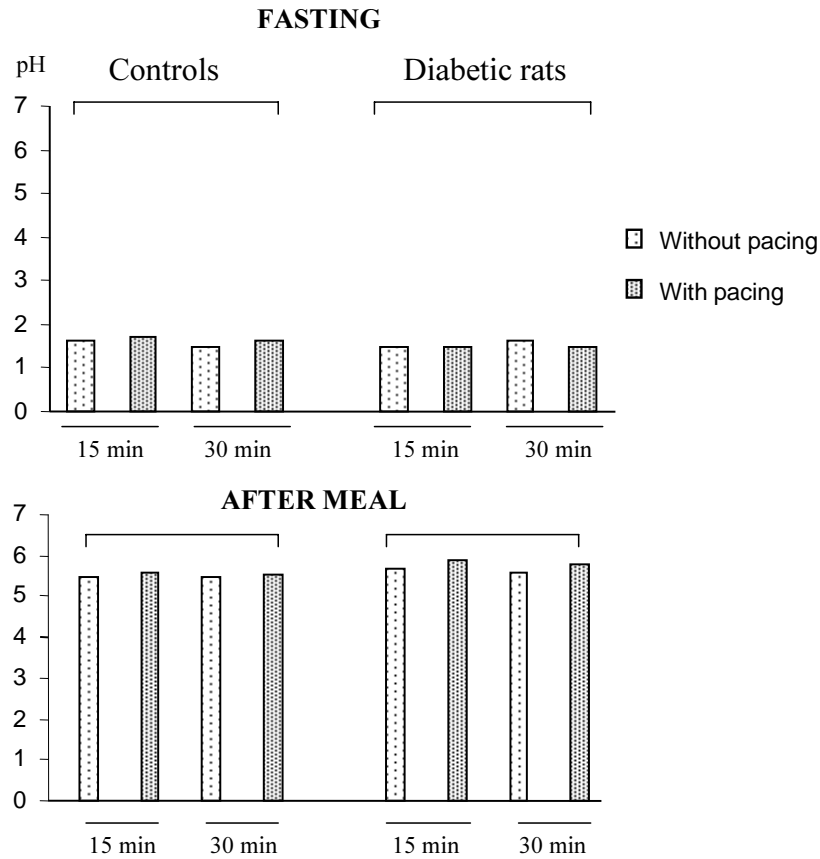 FASTING
pH
Controls Diabetic rats
7
6
5
4
3
2
1
0
Without pacing
With pacing
15 min 30 min 15 min 30 min
AFTER MEAL
7
6
5
4
3
2
1
0
15 min 30 min 15 min 30 min